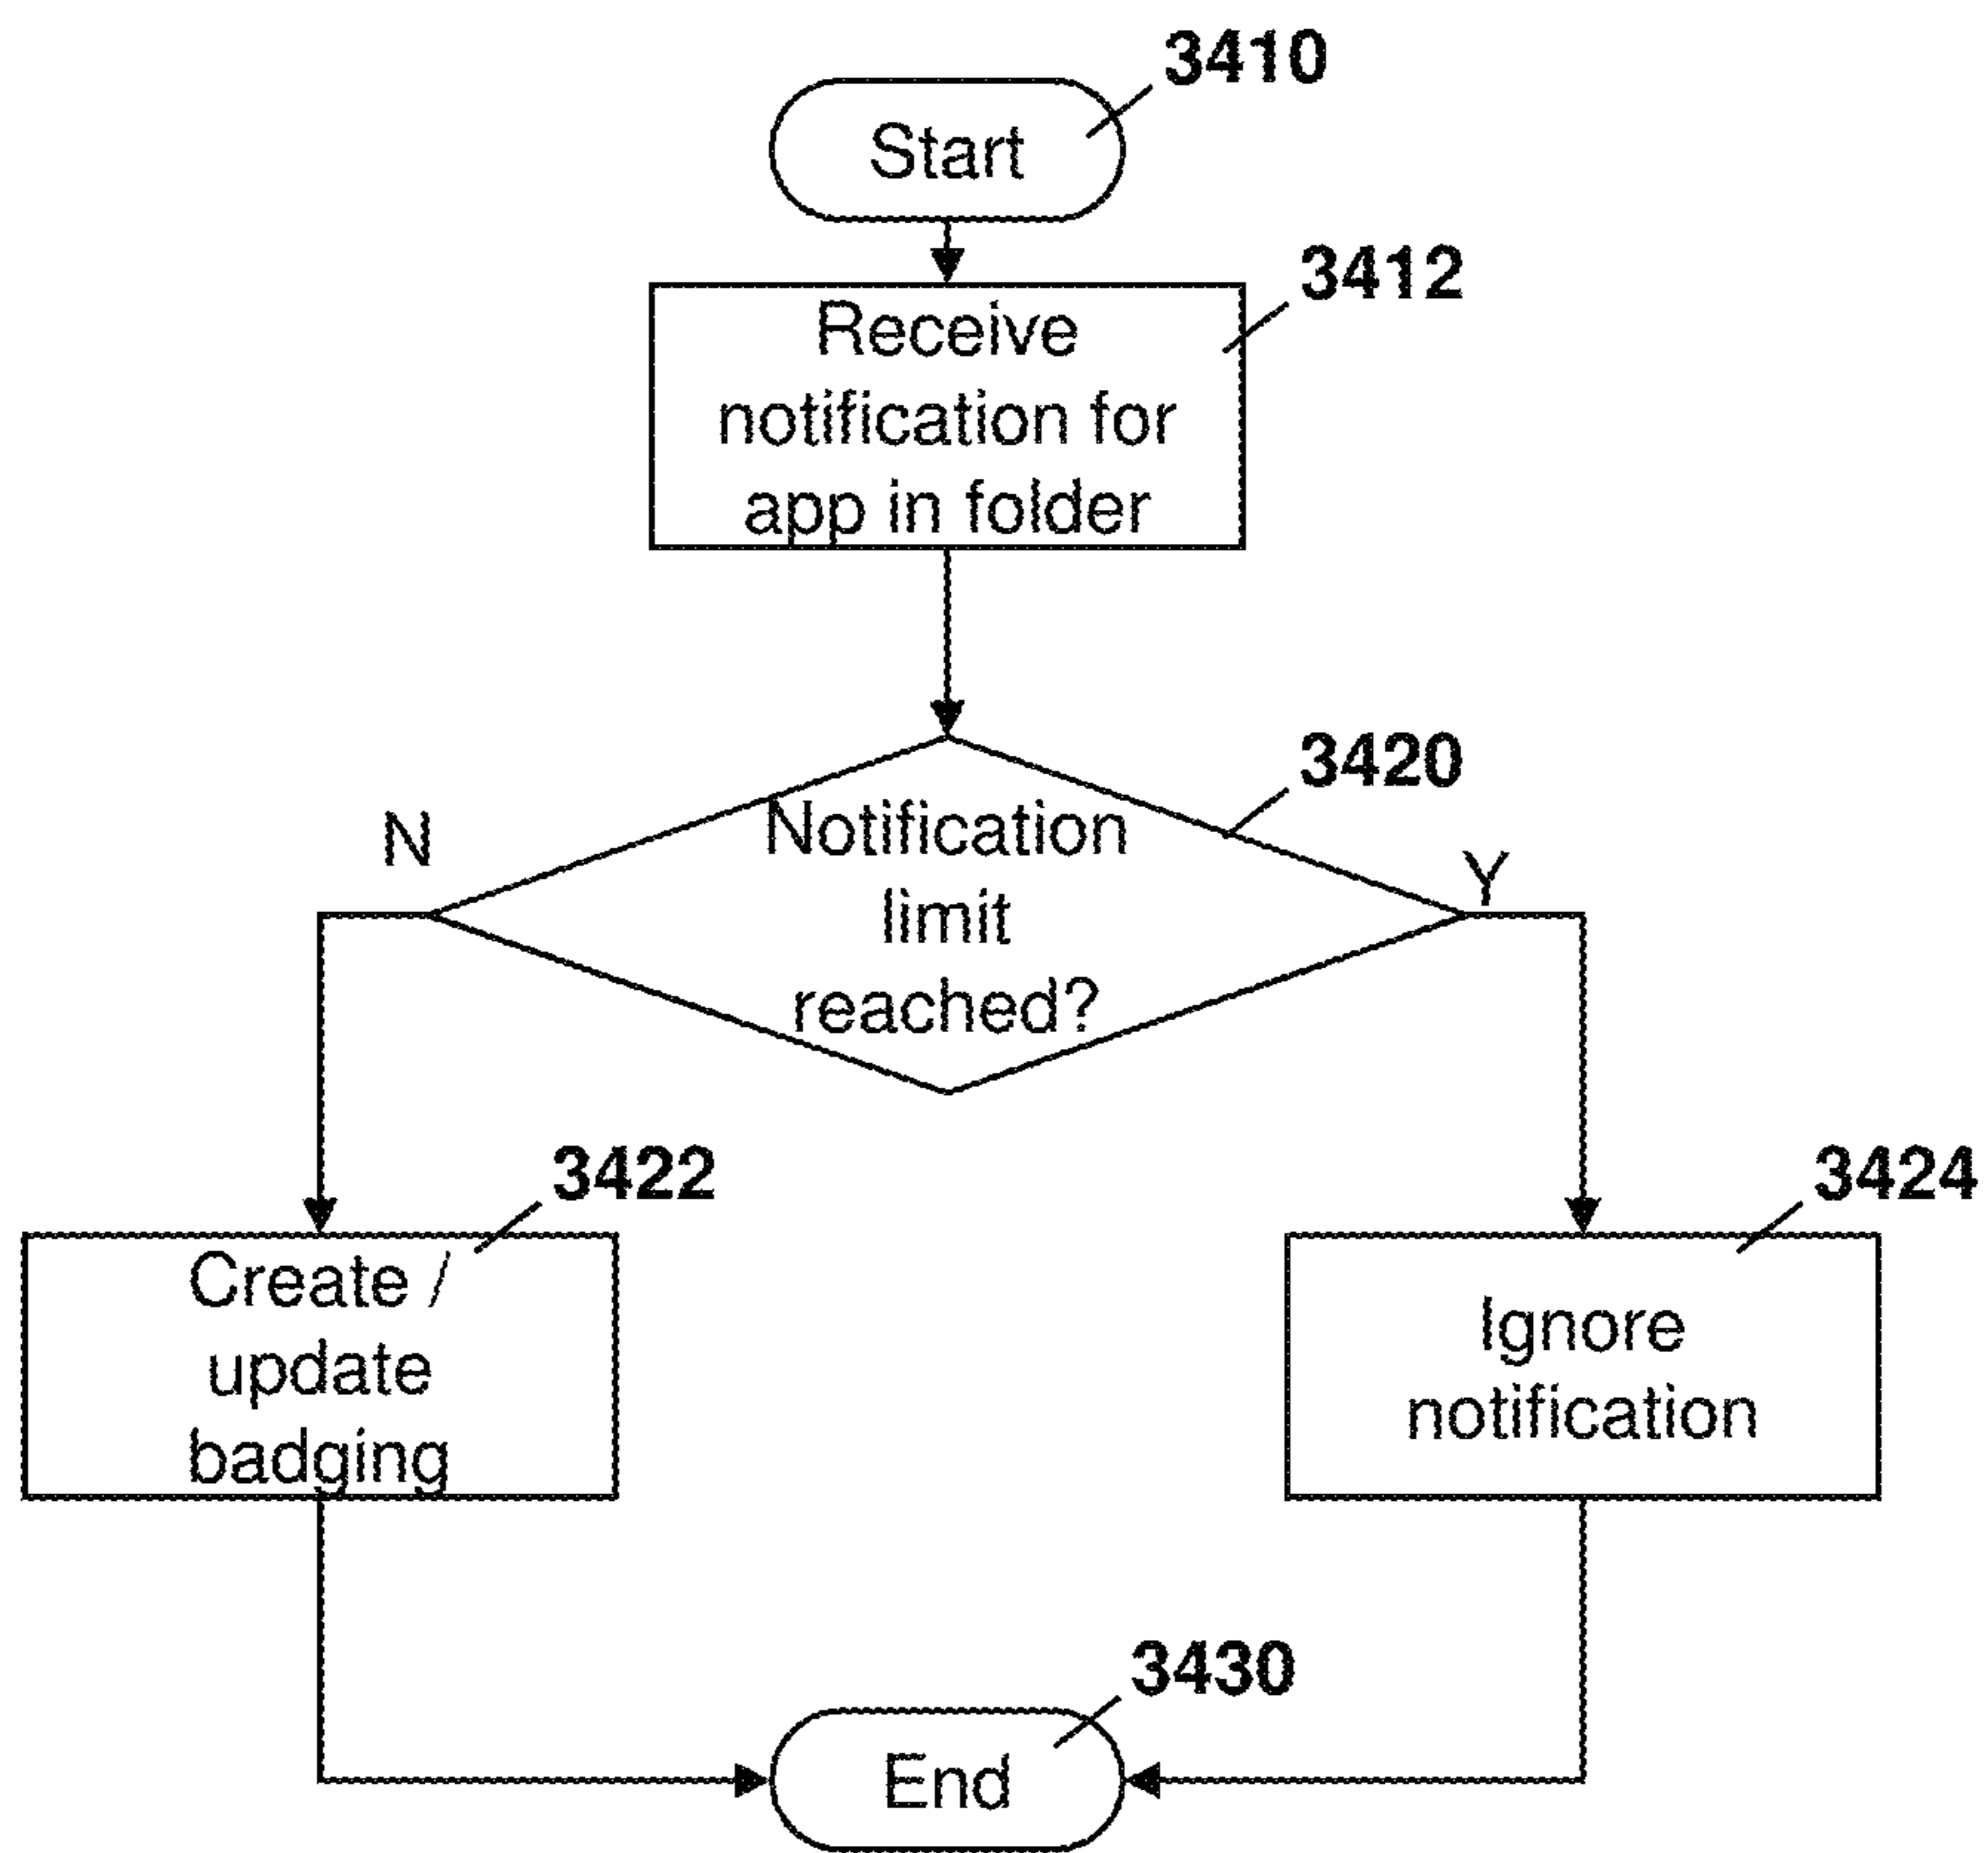 3410
Start
3412
Receive
notification for
app in folder
3420
N
Notification
Y
limit
reached?
3422
3424
Create /
update
badging
Ignore
notification
3430
End